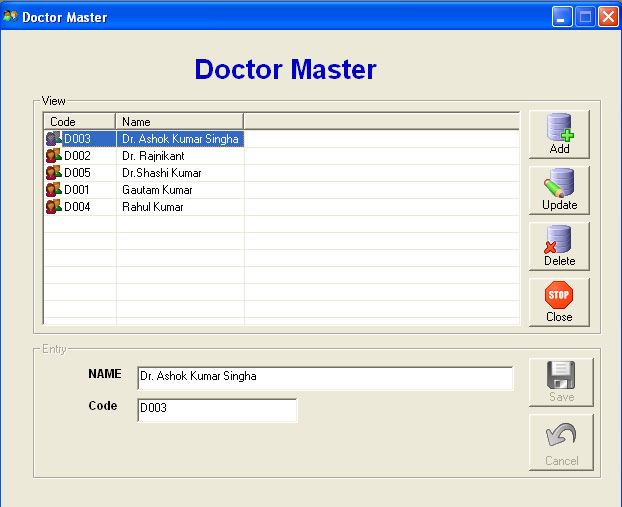 Doctor Master
Doctor Master
View
Code Name
D003 Dr. Ashok Kumar Singha
D002 Dr. Rajnikant
D005 Dr.Shashi Kumar
D001 Gautam Kumar
D004 Rahul Kumar
Add
Update
Delete
STOP
Close
Entry
NAME Dr. Ashok Kumar Singha
Code D003
Save
Cancel